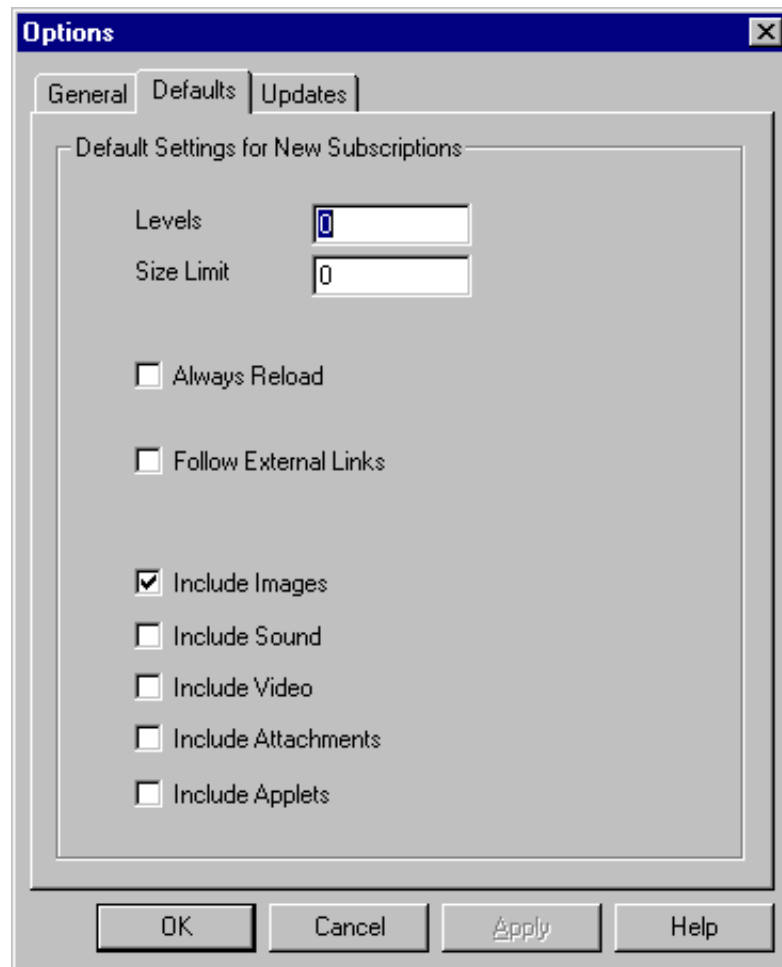 Options
General Defaults Updates
Default Settings for New Subscriptions
Levels 0
Size Limit 0
Always Reload
Follow External Links
Include Images
Include Sound
Include Video
Include Attachments
Include Applets
OK Cancel Apply Help